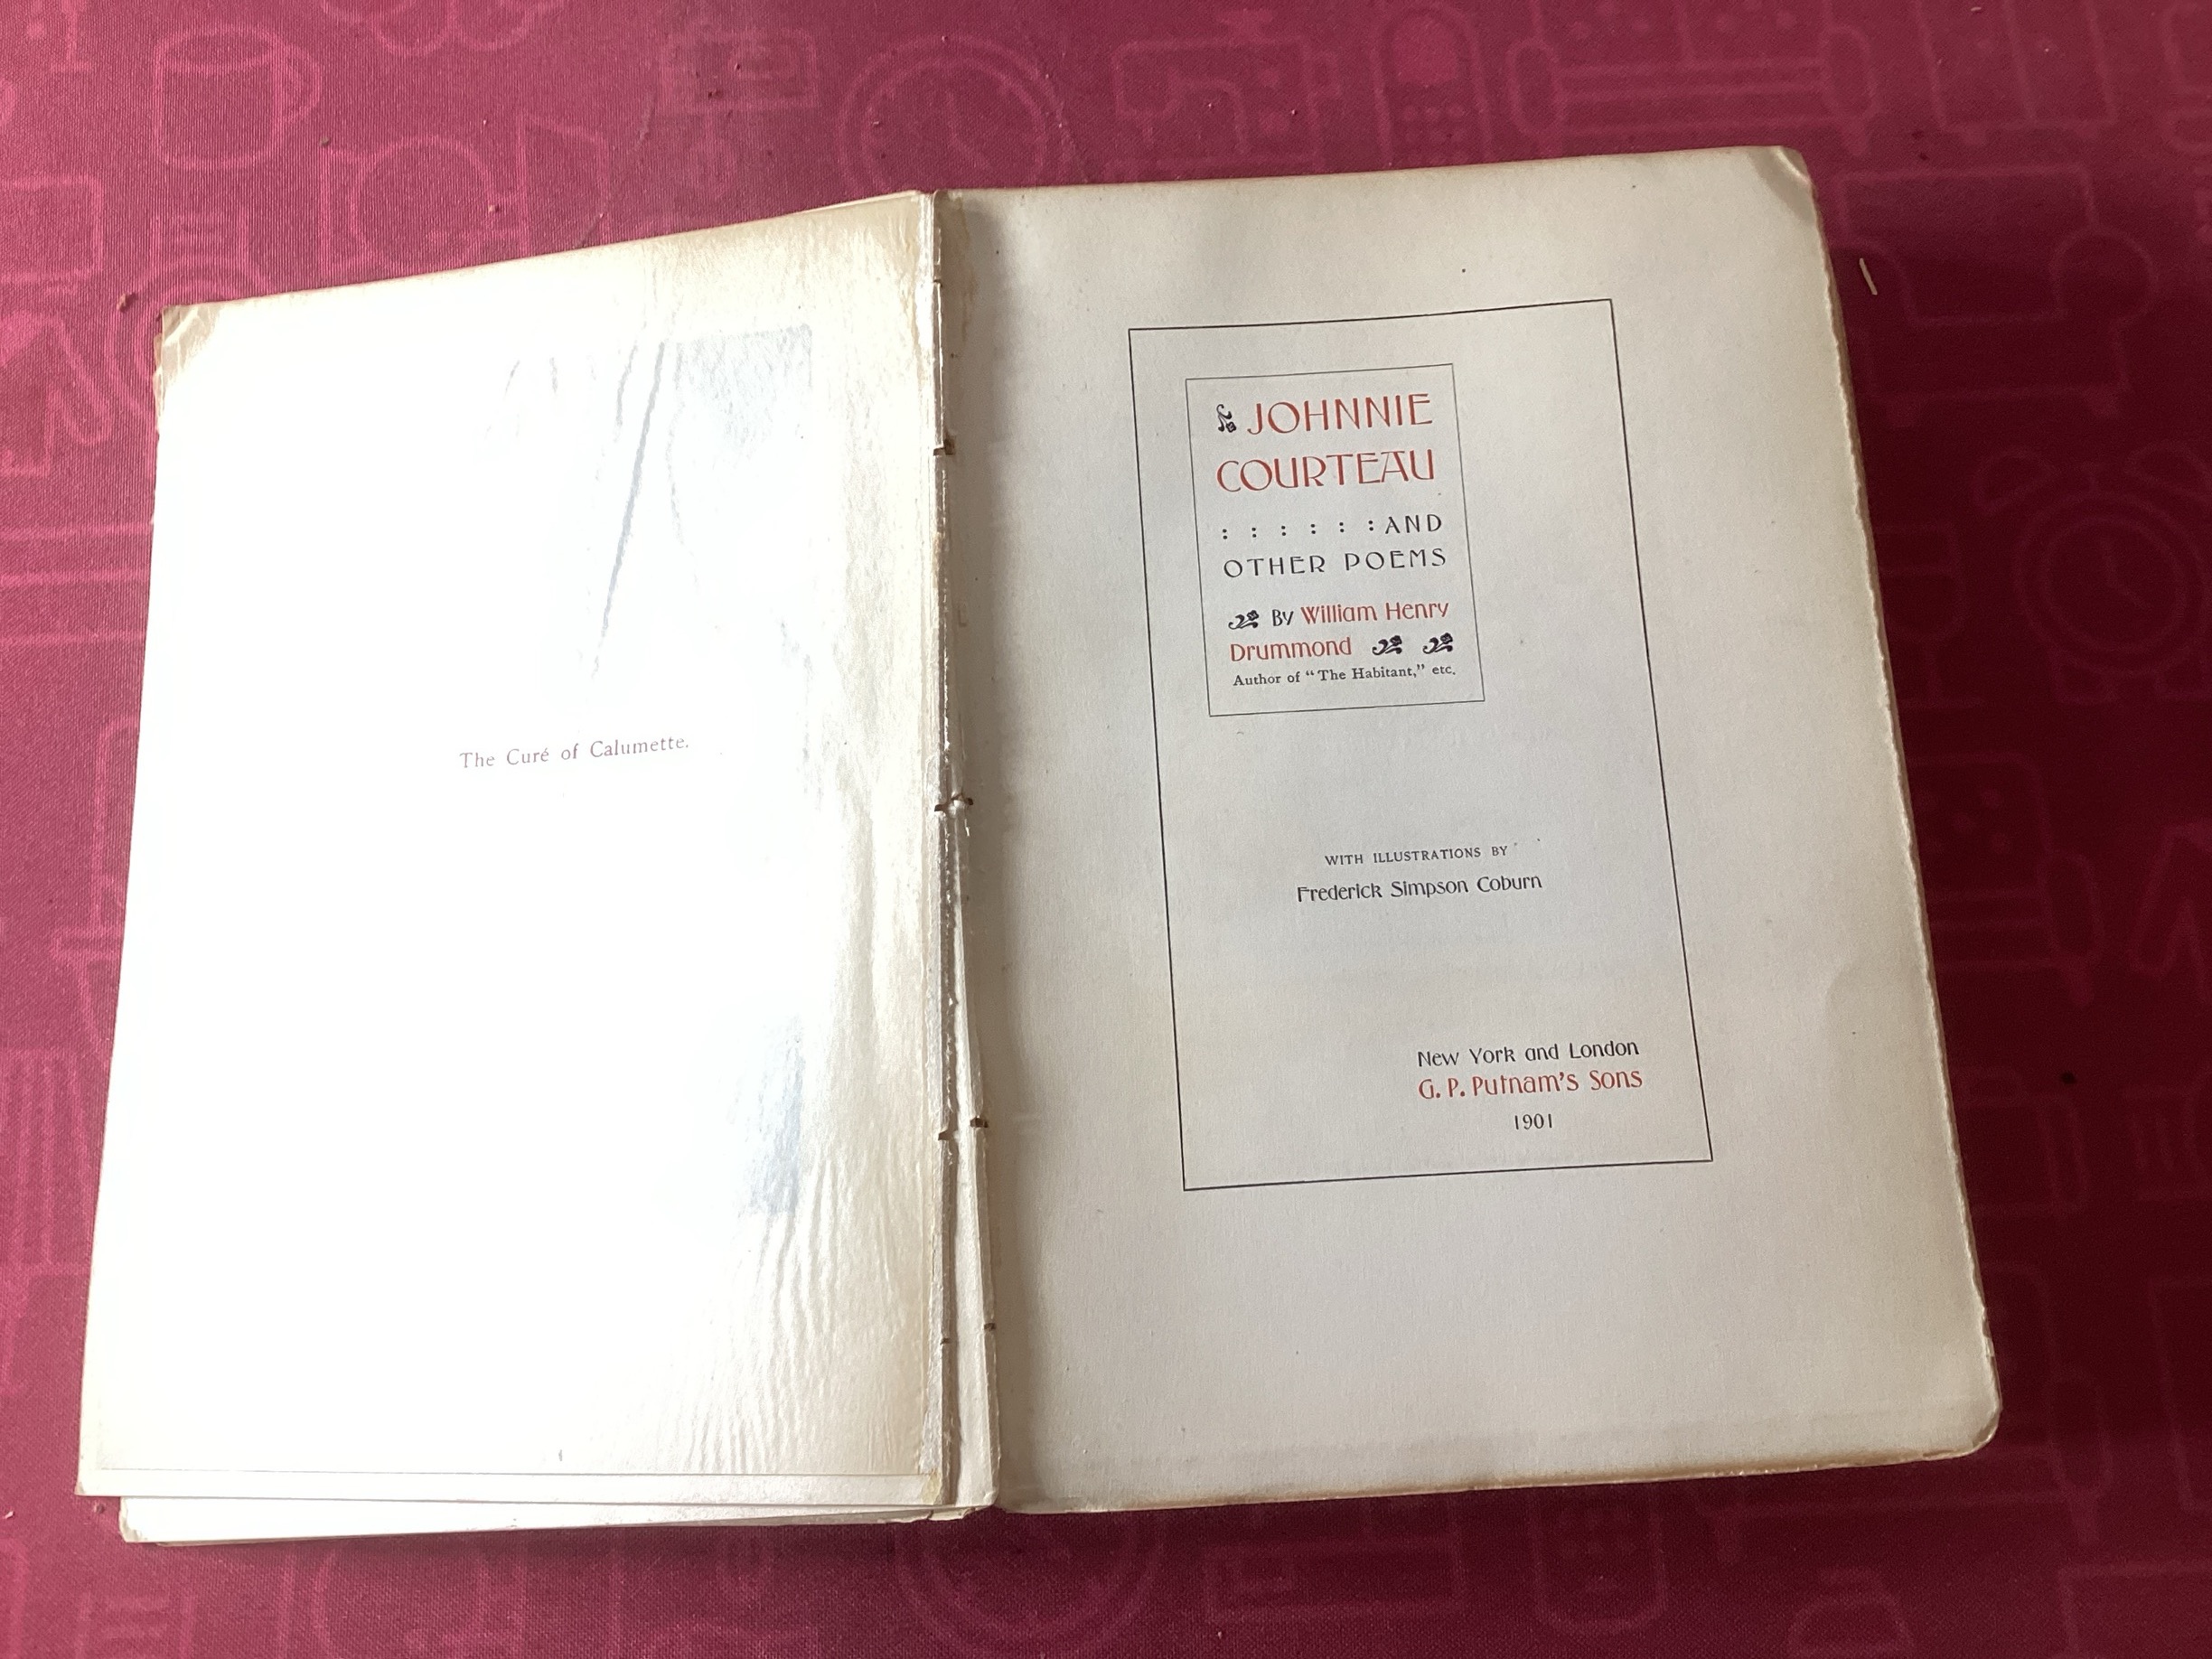 The Curé of Calumette.
JOHNNIE
COURTEAU
: : : : : : AND
OTHER POEMS
By William Henry
Drummond
Author of “The Habitant,” etc.
WITH ILLUSTRATIONS BY
Frederick Simpson Coburn
New York and London
G. P. Putnam’s Sons
1901